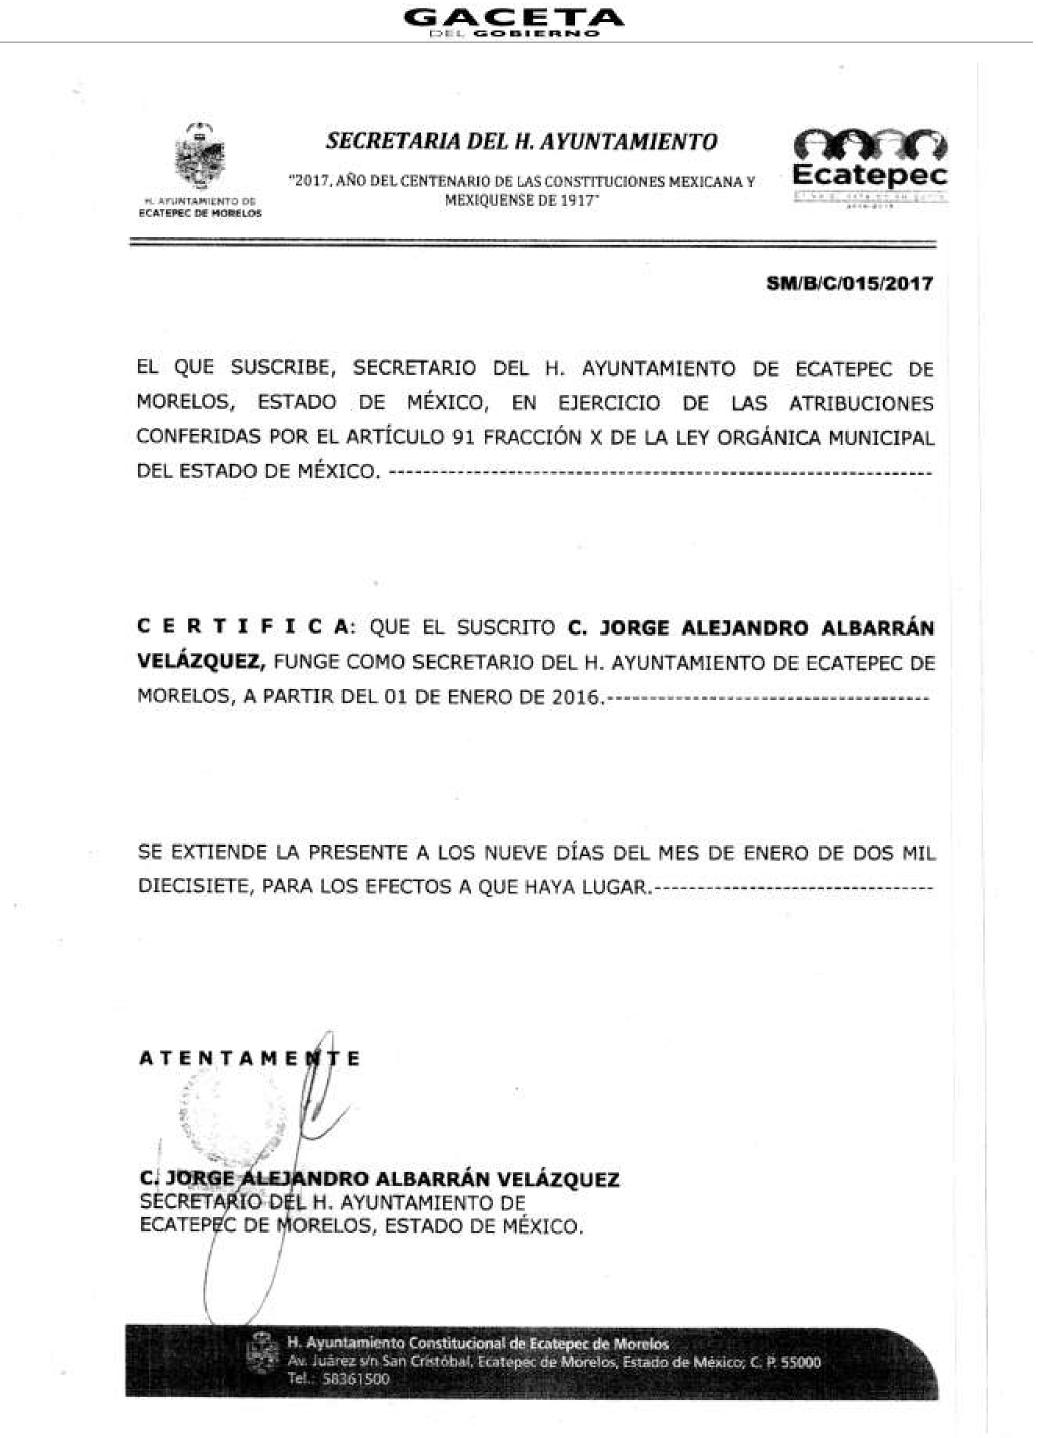 GACETA
DEL GOBIERNO
SECRETARIA DEL H. AYUNTAMIENTO
"2017. AÑO DEL CENTENARIO DE LAS CONSTITUCIONES MEXICANA Y
MEXIQUENSE DE 1917"
H. AYUNTAMIENTO DE
ECATEPEC DE MORELOS
Ecatepec
SM/B/C/015/2017
EL QUE SUSCRIBE, SECRETARIO DEL H. AYUNTAMIENTO DE ECATEPEC DE
MORELOS, ESTADO DE MÉXICO, EN EJERCICIO DE LAS ATRIBUCIONES
CONFERIDAS POR EL ARTÍCULO 91 FRACCIÓN X DE LA LEY ORGÁNICA MUNICIPAL
DEL ESTADO DE MÉXICO. ----------------------------------------------------------------
C E R T I F I C A: QUE EL SUSCRITO C. JORGE ALEJANDRO ALBARRÁN
VELÁZQUEZ, FUNGE COMO SECRETARIO DEL H. AYUNTAMIENTO DE ECATEPEC DE
MORELOS, A PARTIR DEL 01 DE ENERO DE 2016.--------------------------------------
SE EXTIENDE LA PRESENTE A LOS NUEVE DÍAS DEL MES DE ENERO DE DOS MIL
DIECISIETE, PARA LOS EFECTOS A QUE HAYA LUGAR.---------------------------------
A T E N T A M E N T E
C. JORGE ALEJANDRO ALBARRÁN VELÁZQUEZ
SECRETARIO DEL H. AYUNTAMIENTO DE
ECATEPEC DE MORELOS, ESTADO DE MÉXICO.
H. Ayuntamiento Constitucional de Ecatepec de Morelos
Av. Juárez s/n San Cristóbal, Ecatepec de Morelos, Estado de México, C. P. 55000
Tel.: 58361500